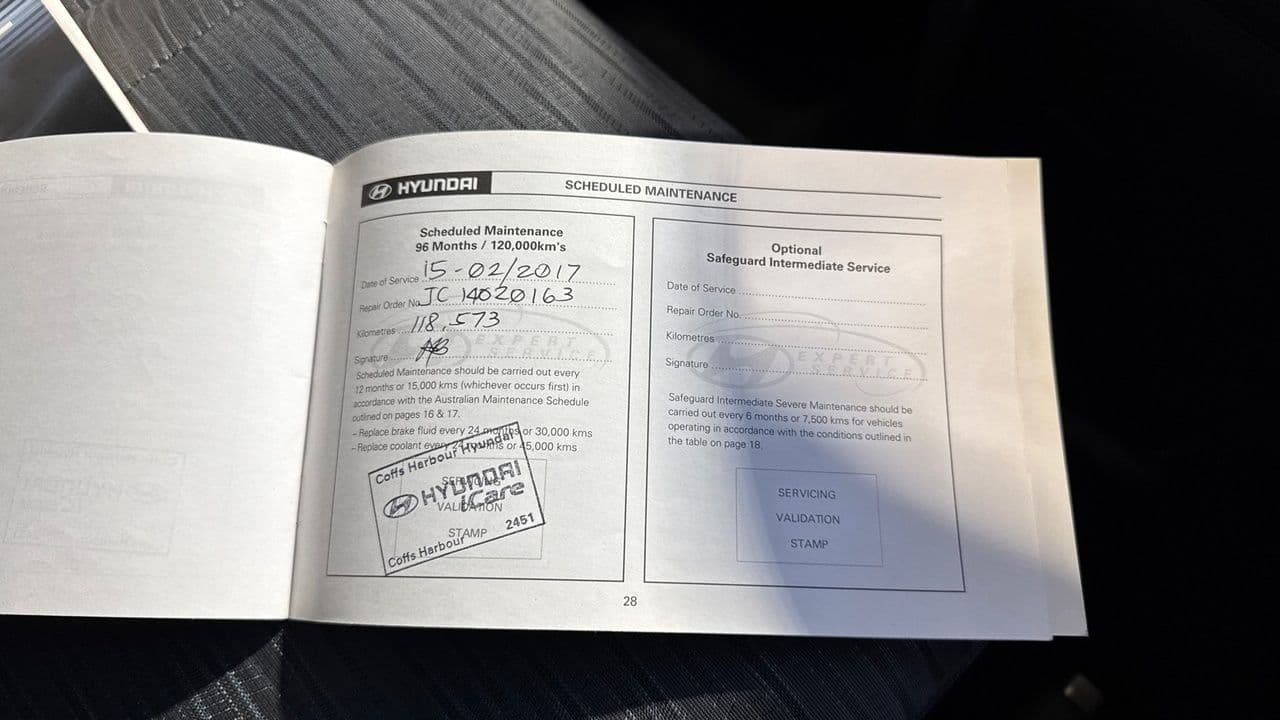 HYUNDAI
SCHEDULED MAINTENANCE
Scheduled Maintenance
96 Months / 120,000km's
Date of Service 15-02/2017
Repair Order No. JC 14020163
Kilometres 118,573
Signature
EXPERT
SERVICE
Scheduled Maintenance should be carried out every
12 months or 15,000 kms (whichever occurs first) in
accordance with the Australian Maintenance Schedule
outlined on pages 16 & 17.
– Replace brake fluid every 24 months or 30,000 kms
– Replace coolant every 24 months or 45,000 kms
Coffs Harbour Hyundai
HYUNDAI
iCare
Coffs Harbour 2451
SERVICING
VALIDATION
STAMP
Optional
Safeguard Intermediate Service
Date of Service
Repair Order No.
Kilometres
Signature
EXPERT
SERVICE
Safeguard Intermediate Severe Maintenance should be
carried out every 6 months or 7,500 kms for vehicles
operating in accordance with the conditions outlined in
the table on page 18.
SERVICING
VALIDATION
STAMP
28